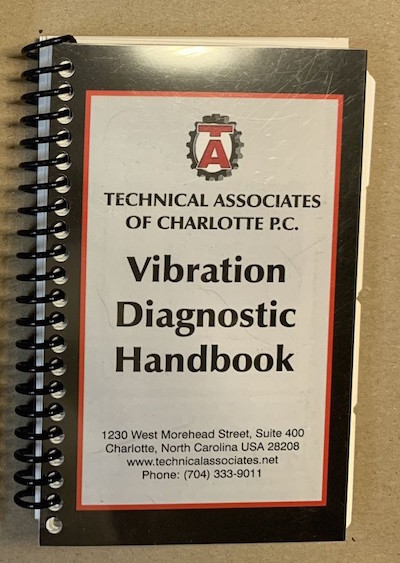 TA
TECHNICAL ASSOCIATES
OF CHARLOTTE P.C.
Vibration
Diagnostic
Handbook
1230 West Morehead Street, Suite 400
Charlotte, North Carolina USA 28208
www.technicalassociates.net
Phone: (704) 333-9011